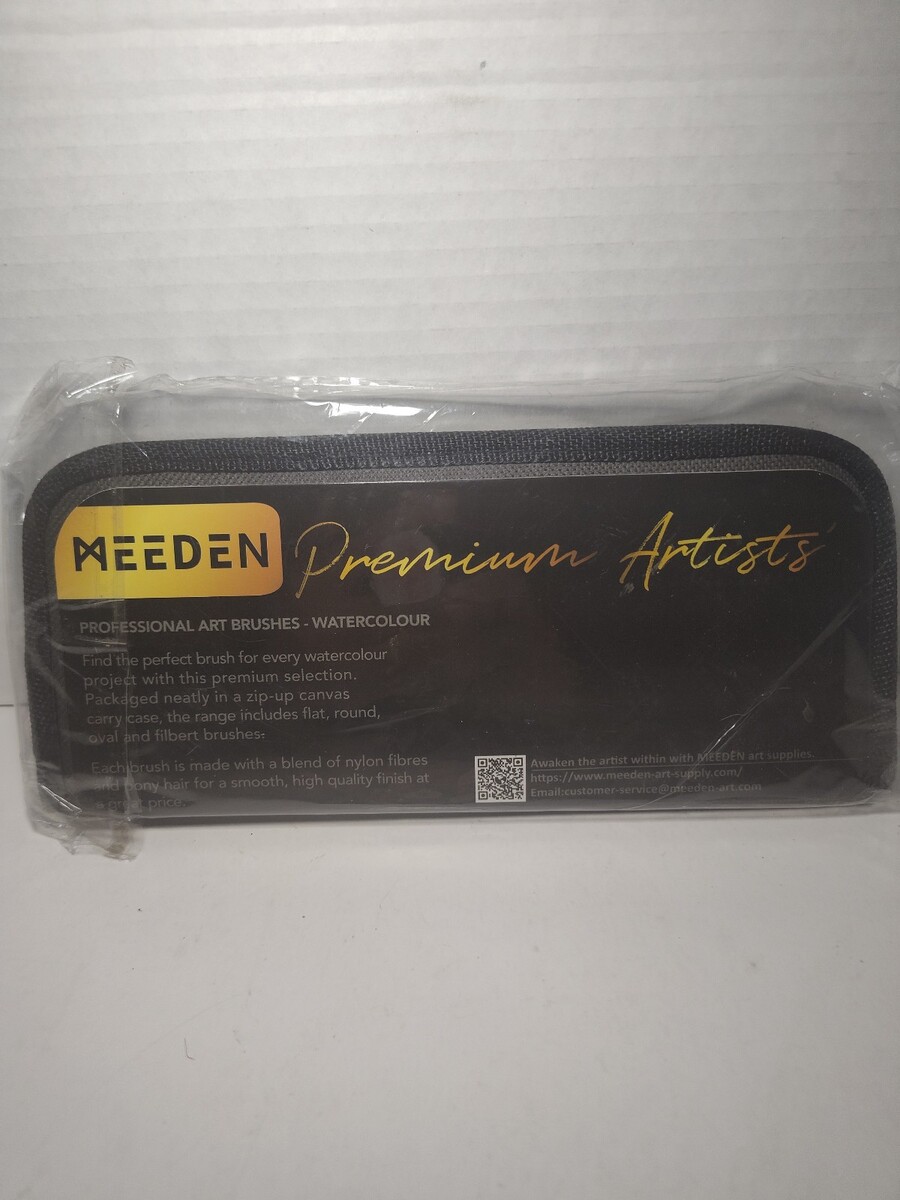 MEEDEN Premium Artists'
PROFESSIONAL ART BRUSHES - WATERCOLOUR
Find the perfect brush for every watercolour
project with this premium selection.
Packaged neatly in a zip-up canvas
carry case, the range includes flat, round,
oval and filbert brushes.
Each brush is made with a blend of nylon fibres
and pony hair for a smooth, high quality finish at
a great price.
Awaken the artist within with MEEDEN art supplies.
https://www.meeden-art-supply.com/
Email:customer-service@meeden-art.com